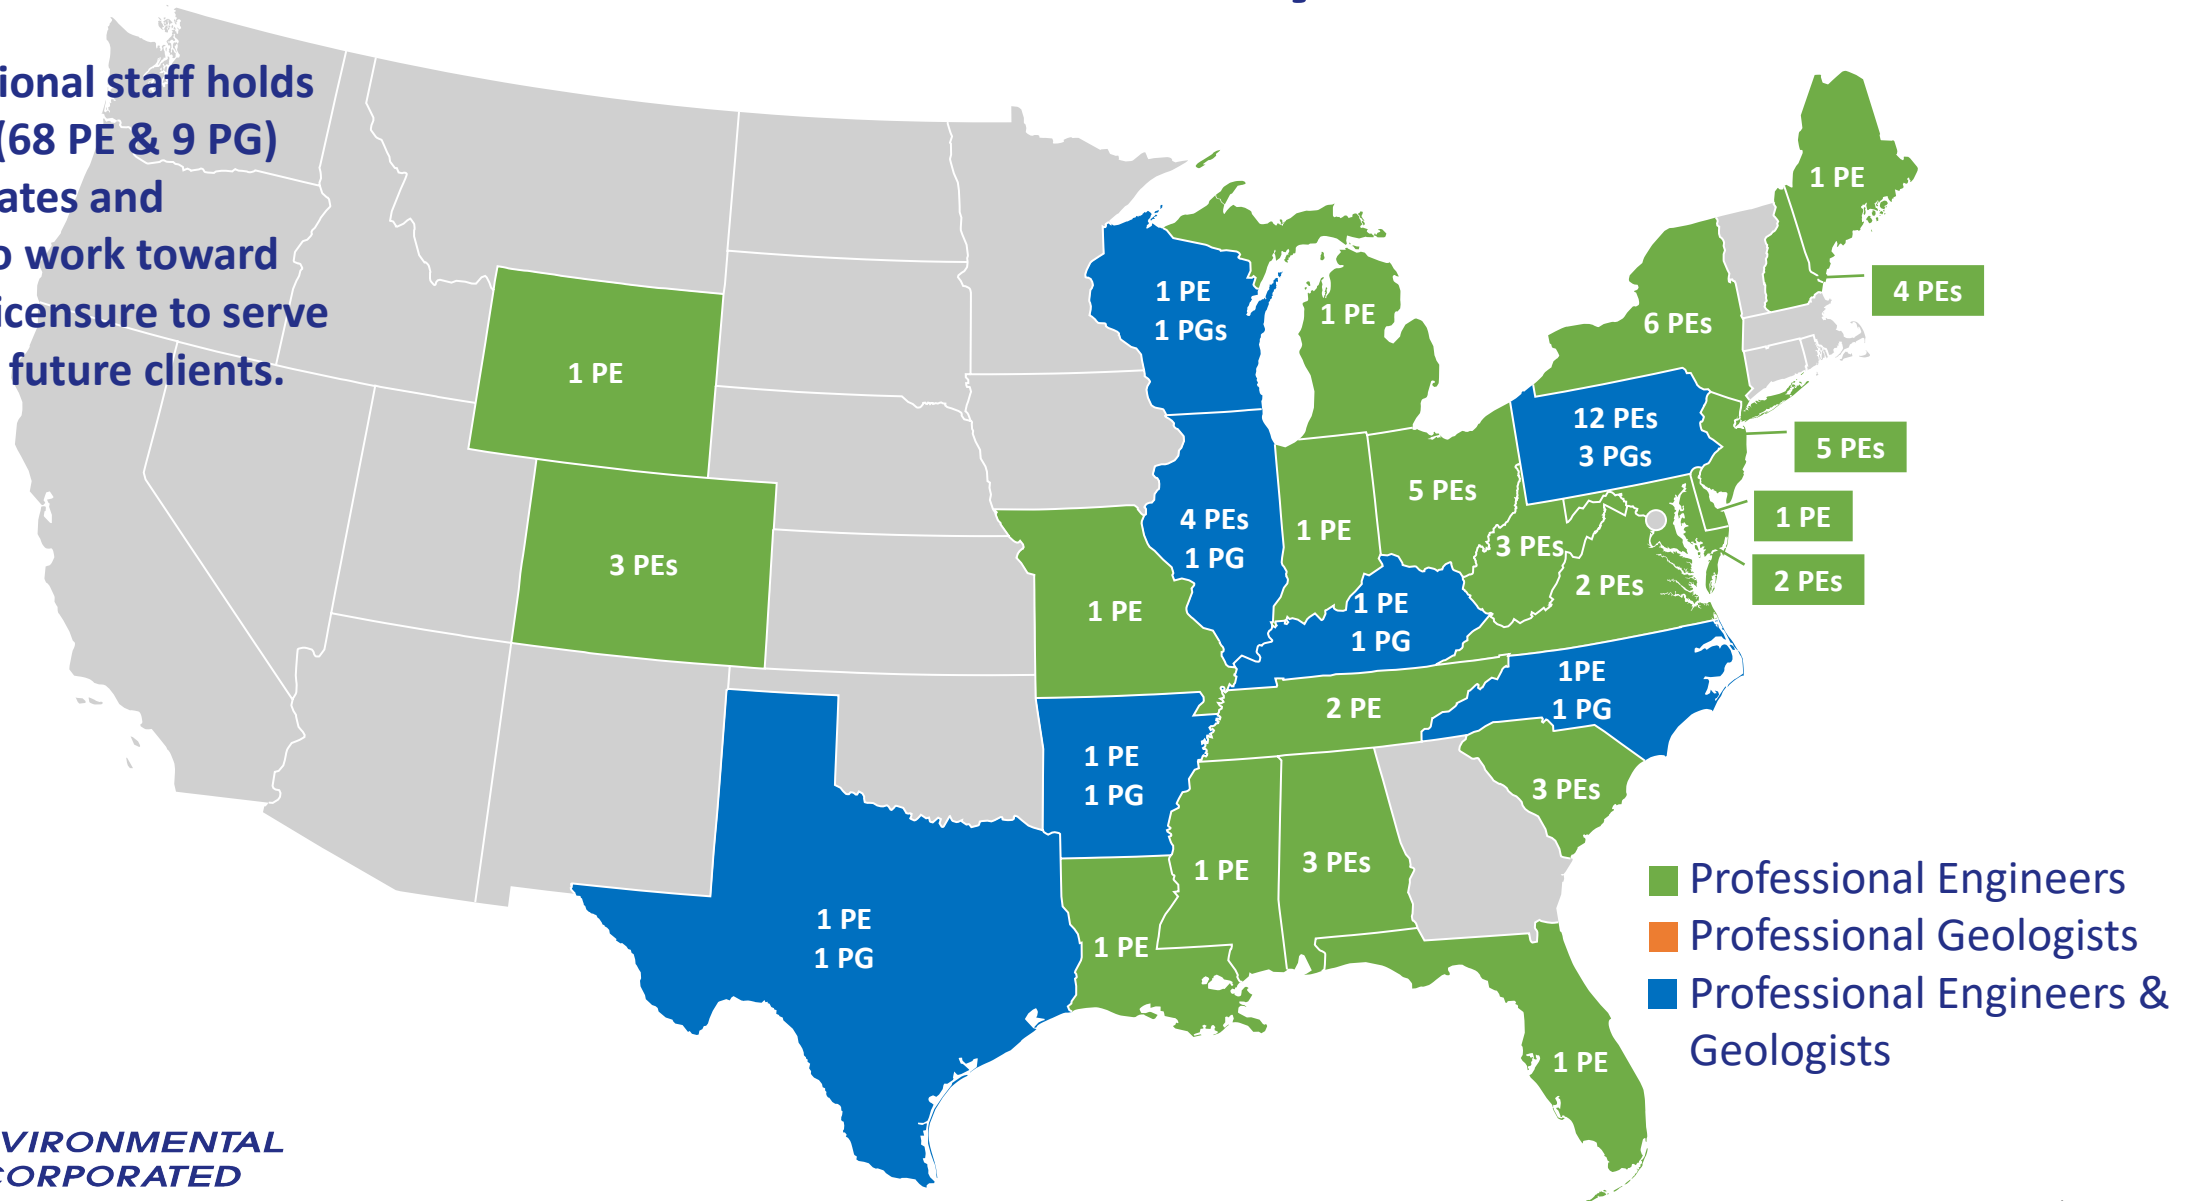 ional staff holds
(68 PE & 9 PG)
ates and
o work toward
icensure to serve
future clients.
1 PE
4 PEs
1 PE
1 PGs
1 PE
6 PEs
1 PE
12 PEs
3 PGs
5 PEs
5 PEs
4 PEs
1 PG
1 PE
3 PEs
1 PE
3 PEs
2 PEs
2 PEs
1 PE
1 PE
1 PG
1PE
1 PG
2 PE
1 PE
1 PG
3 PEs
1 PE
3 PEs
1 PE
1 PG
1 PE
1 PE
Professional Engineers
Professional Geologists
Professional Engineers &
Geologists
VIRONMENTAL
CORPORATED